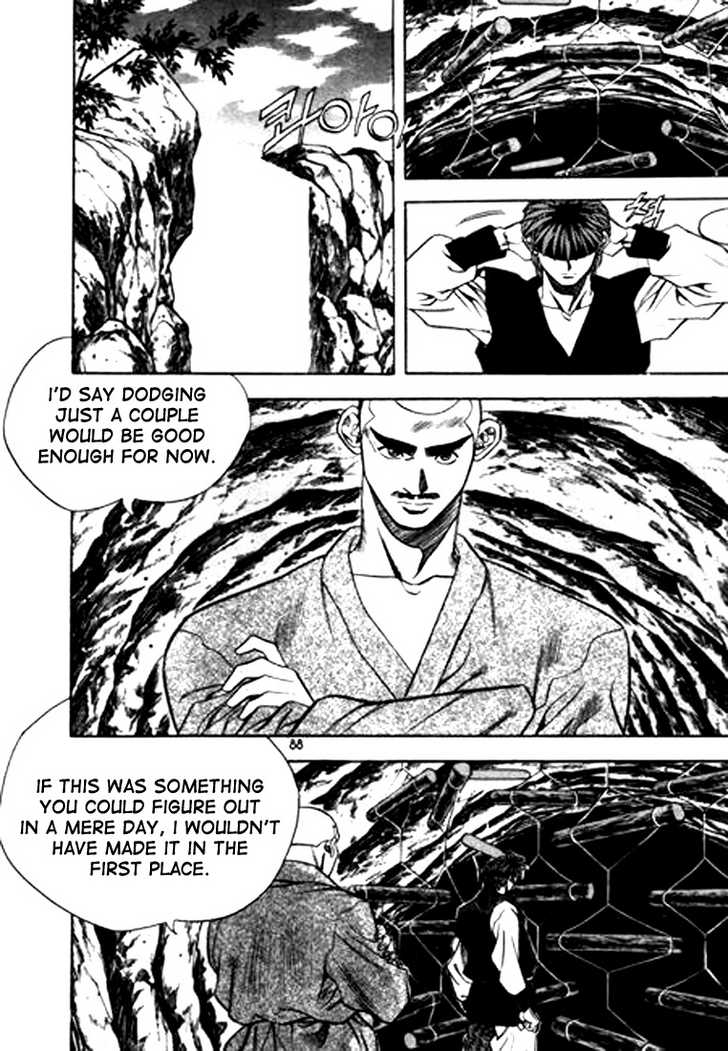 콰아아
I'D SAY DODGING
JUST A COUPLE
WOULD BE GOOD
ENOUGH FOR NOW.
88
IF THIS WAS SOMETHING
YOU COULD FIGURE OUT
IN A MERE DAY, I WOULDN'T
HAVE MADE IT IN THE
FIRST PLACE.